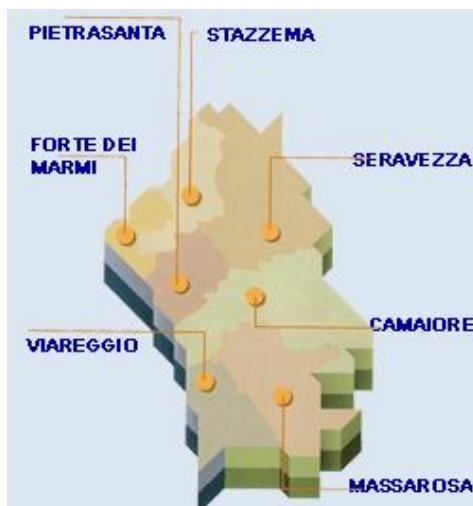 PIETRASANTA
STAZZEMA
FORTE DEI
MARMI
SERAVEZZA
CAMAIORE
VIAREGGIO
MASSAROSA